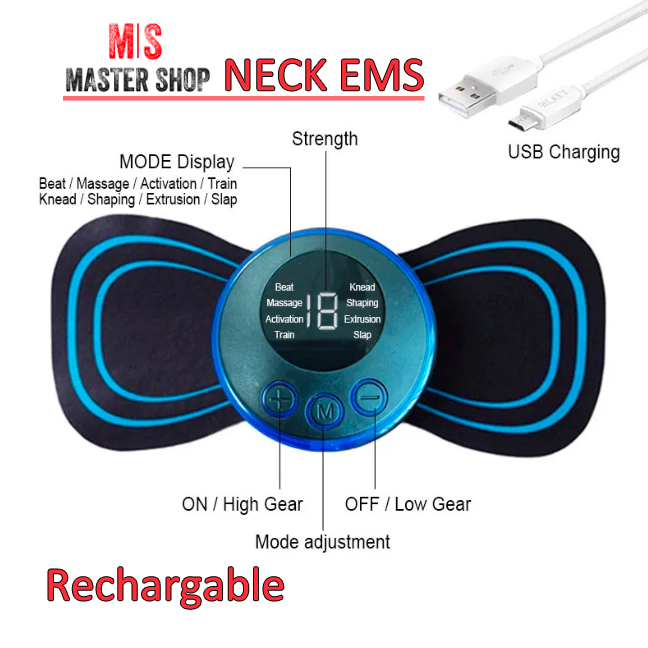 M|S
MASTER SHOP
NECK EMS
BLATT
USB Charging
Strength
MODE Display
Beat / Massage / Activation / Train
Knead / Shaping / Extrusion / Slap
Beat
Massage
Activation
Train
18
Knead
Shaping
Extrusion
Slap
+
M
−
ON / High Gear
OFF / Low Gear
Mode adjustment
Rechargable